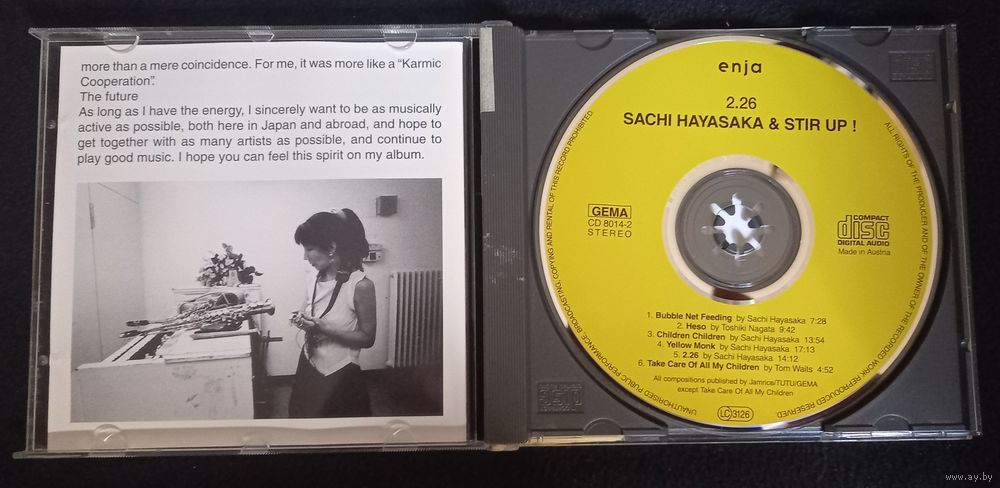 more than a mere coincidence. For me, it was more like a “Karmic
Cooperation”.
The future
As long as I have the energy, I sincerely want to be as musically
active as possible, both here in Japan and abroad, and hope to
get together with as many artists as possible, and continue to
play good music. I hope you can feel this spirit on my album.
enja
2.26
SACHI HAYASAKA & STIR UP !
GEMA
CD 8014-2
STEREO
COMPACT
disc
DIGITAL AUDIO
Made in Austria
1. Bubble Net Feeding by Sachi Hayasaka 7:28
2. Heso by Toshiki Nagata 9:42
3. Children Children by Sachi Hayasaka 13:54
4. Yellow Monk by Sachi Hayasaka 17:13
5. 2.26 by Sachi Hayasaka 14:12
6. Take Care Of All My Children by Tom Waits 4:52
All compositions published by Jamrice/TUTU/GEMA
except Take Care Of All My Children
LC 3126
ALL RIGHTS OF THE PRODUCER AND OF THE OWNER OF THE RECORDED WORK REPRODUCED RESERVED.
UNAUTHORISED PUBLIC PERFORMANCE BROADCASTING, COPYING AND RENTAL OF THIS RECORD PROHIBITED.
www.ay.by